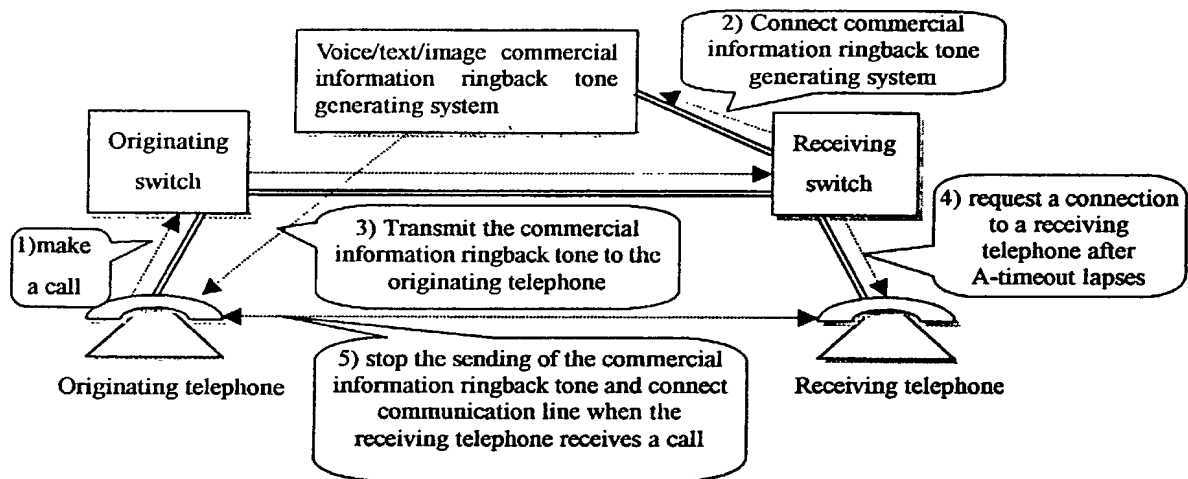 2) Connect commercial
information ringback tone
generating system
Voice/text/image commercial
information ringback tone
generating system
Originating
switch
Receiving
switch
1)make
a call
3) Transmit the commercial
information ringback tone to the
originating telephone
4) request a connection
to a receiving
telephone after
A-timeout lapses
5) stop the sending of the commercial
information ringback tone and connect
communication line when the
receiving telephone receives a call
Originating telephone
Receiving telephone